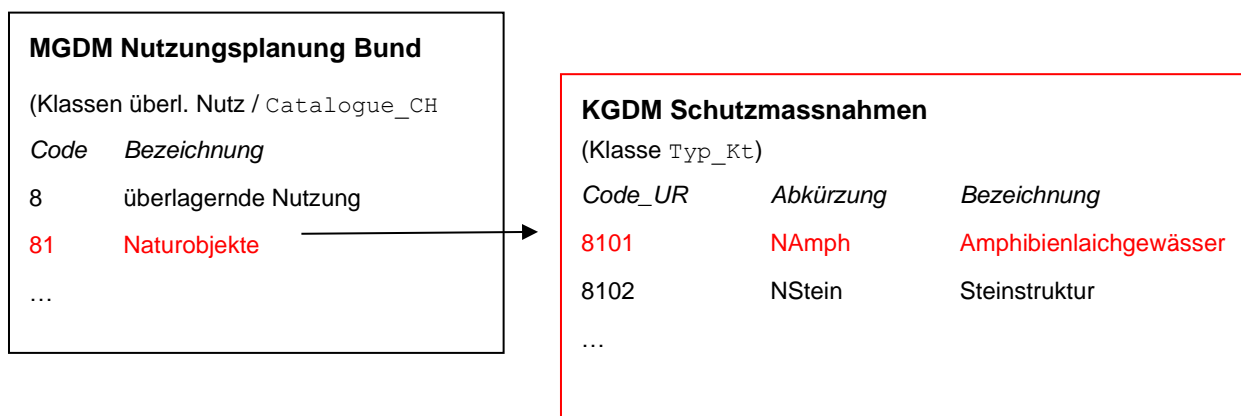 MGDM Nutzungsplanung Bund
(Klassen überl. Nutz / Catalogue_CH
Code Bezeichnung
8 überlagernde Nutzung
81 Naturobjekte
…
KGDM Schutzmassnahmen
(Klasse Typ_Kt)
Code_UR Abkürzung Bezeichnung
8101 NAmph Amphibienlaichgewässer
8102 NStein Steinstruktur
…